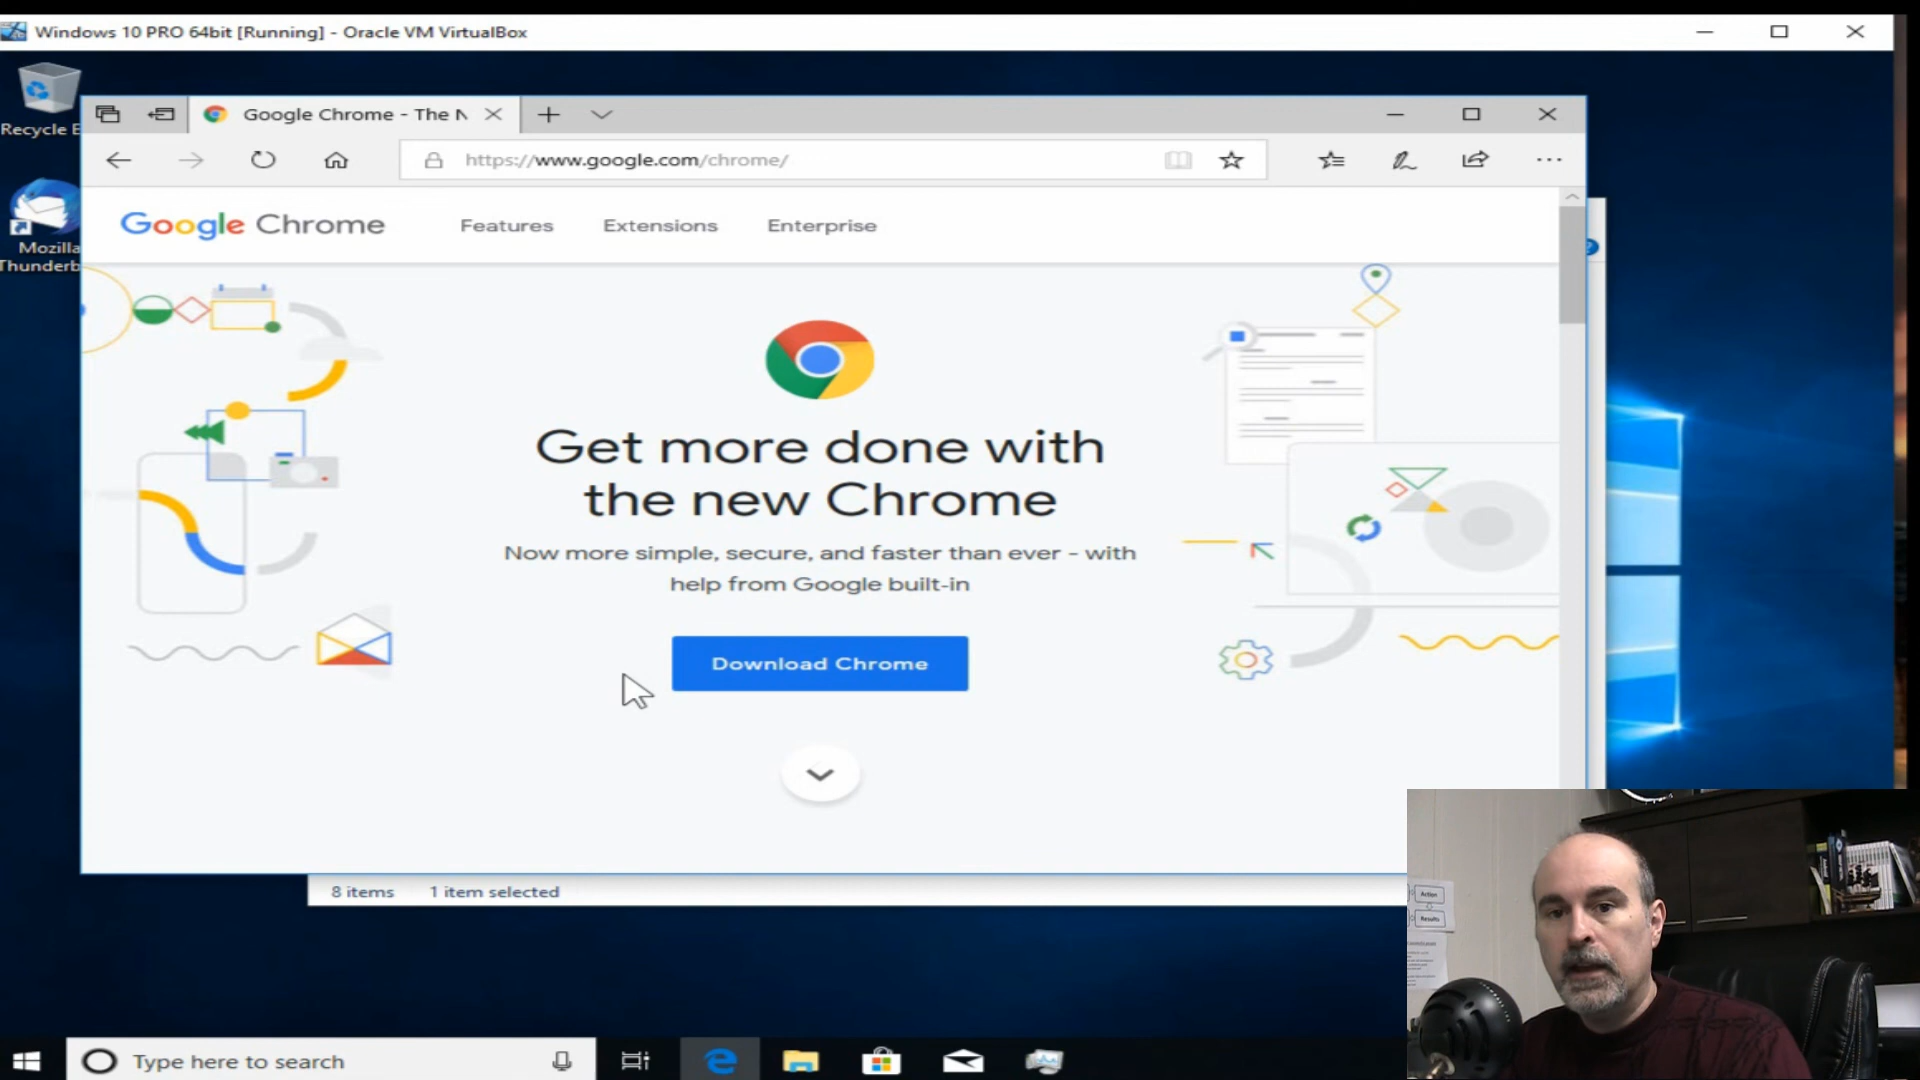 Windows 10 PRO 64bit [Running] - Oracle VM VirtualBox
Recycle B
Google Chrome - The N
https://www.google.com/chrome/
Google Chrome
Features
Extensions
Enterprise
Mozilla
Thunderb
Get more done with
the new Chrome
Now more simple, secure, and faster than ever - with
help from Google built-in
Download Chrome
8 items
1 item selected
Action
Results
Type here to search